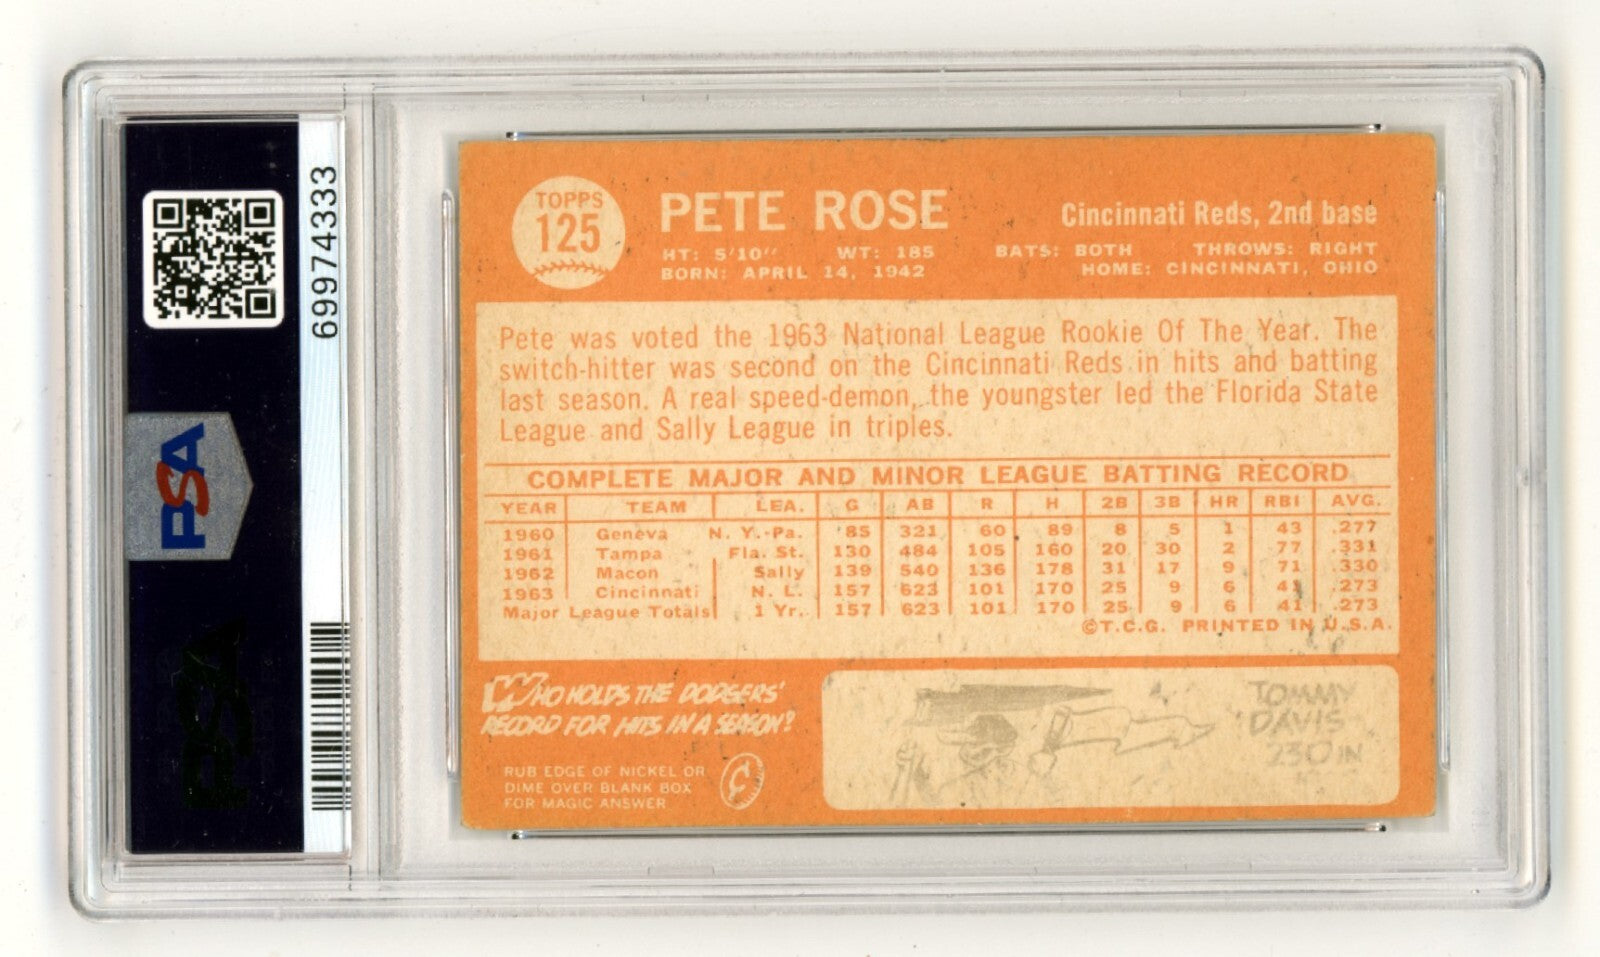 69974333
PSA
TOPPS
125
PETE ROSE
Cincinnati Reds, 2nd base
HT: 5'10" WT: 185 BATS: BOTH THROWS: RIGHT
BORN: APRIL 14, 1942 HOME: CINCINNATI, OHIO
Pete was voted the 1963 National League Rookie Of The Year. The
switch-hitter was second on the Cincinnati Reds in hits and batting
last season. A real speed-demon, the youngster led the Florida State
League and Sally League in triples.
COMPLETE MAJOR AND MINOR LEAGUE BATTING RECORD
YEAR TEAM LEA. G AB R H 2B 3B HR RBI AVG.
1960 Geneva N. Y.-Pa. 85 321 60 89 8 5 1 43 .277
1961 Tampa Fla. St. 130 484 105 160 20 30 2 77 .331
1962 Macon Sally 139 540 136 178 31 17 9 71 .330
1963 Cincinnati N. L. 157 623 101 170 25 9 6 41 .273
Major League Totals 1 Yr. 157 623 101 170 25 9 6 41 .273
©T.C.G. PRINTED IN U.S.A.
WHO HOLDS THE DODGERS'
RECORD FOR HITS IN A SEASON?
RUB EDGE OF NICKEL OR
DIME OVER BLANK BOX
FOR MAGIC ANSWER
TOMMY
DAVIS
230 IN